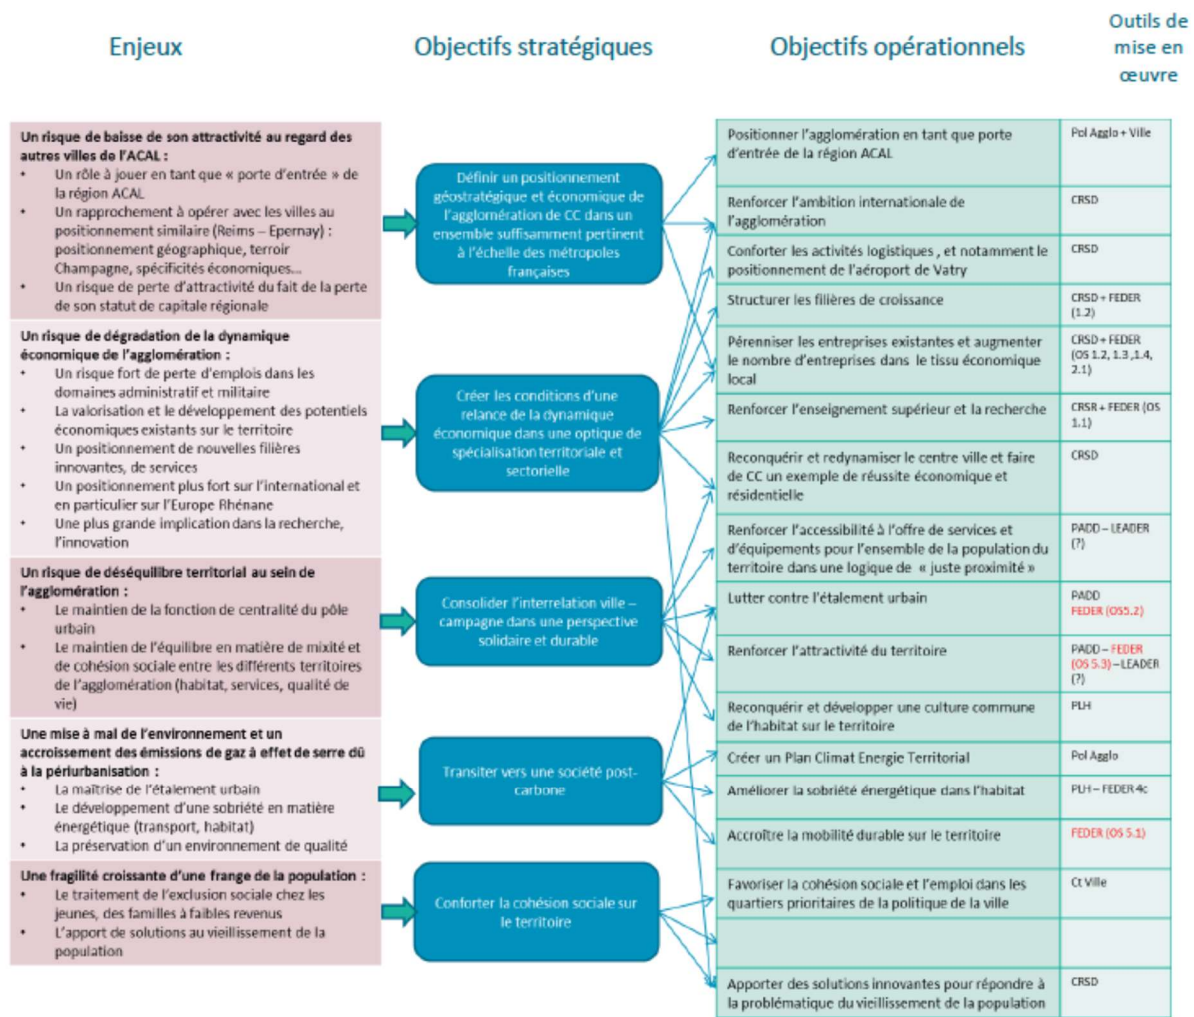 Enjeux
Objectifs stratégiques
Objectifs opérationnels
Outils de
mise en
œuvre
Un risque de baisse de son attractivité au regard des
autres villes de l'ACAL :
• Un rôle à jouer en tant que « porte d'entrée » de
la région ACAL
• Un rapprochement à opérer avec les villes au
positionnement similaire (Reims – Epernay) :
positionnement géographique, terroir
Champagne, spécificités économiques...
• Un risque de perte d'attractivité du fait de la perte
de son statut de capitale régionale
Un risque de dégradation de la dynamique
économique de l'agglomération :
• Un risque fort de perte d'emplois dans les
domaines administratif et militaire
• La valorisation et le développement des potentiels
économiques existants sur le territoire
• Un positionnement de nouvelles filières
innovantes, de services
• Un positionnement plus fort sur l'international et
en particulier sur l'Europe Rhénane
• Une plus grande implication dans la recherche,
l'innovation
Un risque de déséquilibre territorial au sein de
l'agglomération :
• Le maintien de la fonction de centralité du pôle
urbain
• Le maintien de l'équilibre en matière de mixité et
de cohésion sociale entre les différents territoires
de l'agglomération (habitat, services, qualité de
vie)
Une mise à mal de l'environnement et un
accroissement des émissions de gaz à effet de serre dû
à la périurbanisation :
• La maîtrise de l'étalement urbain
• Le développement d'une sobriété en matière
énergétique (transport, habitat)
• La préservation d'un environnement de qualité
Une fragilité croissante d'une frange de la population :
• Le traitement de l'exclusion sociale chez les
jeunes, des familles à faibles revenus
• L'apport de solutions au vieillissement de la
population
Définir un positionnement
géostratégique et économique de
l'agglomération de CC dans un
ensemble suffisamment pertinent
à l'échelle des métropoles
françaises
Créer les conditions d'une
relance de la dynamique
économique dans une optique de
spécialisation territoriale et
sectorielle
Consolider l'interrelation ville –
campagne dans une perspective
solidaire et durable
Transiter vers une société post-
carbone
Conforter la cohésion sociale sur
le territoire
Positionner l'agglomération en tant que porte
d'entrée de la région ACAL
Pol Agglo + Ville
Renforcer l'ambition internationale de
l'agglomération
CRSD
Conforter les activités logistiques , et notamment le
positionnement de l'aéroport de Vatry
CRSD
Structurer les filières de croissance
CRSD + FEDER
(1.2)
Pérenniser les entreprises existantes et augmenter
le nombre d'entreprises dans le tissu économique
local
CRSD + FEDER
(OS 1.2, 1.3 ,1.4,
2.1)
Renforcer l'enseignement supérieur et la recherche
CRSR + FEDER (OS
1.1)
Reconquérir et redynamiser le centre ville et faire
de CC un exemple de réussite économique et
résidentielle
CRSD
Renforcer l'accessibilité à l'offre de services et
d'équipements pour l'ensemble de la population du
territoire dans une logique de « juste proximité »
PADD – LEADER
(?)
Lutter contre l'étalement urbain
PADD
FEDER (OS5.2)
Renforcer l'attractivité du territoire
PADD – FEDER
(OS 5.3) – LEADER
(?)
Reconquérir et développer une culture commune
de l'habitat sur le territoire
PLH
Créer un Plan Climat Energie Territorial
Pol Agglo
Améliorer la sobriété énergétique dans l'habitat
PLH – FEDER 4c
Accroître la mobilité durable sur le territoire
FEDER (OS 5.1)
Favoriser la cohésion sociale et l'emploi dans les
quartiers prioritaires de la politique de la ville
Ct Ville
Apporter des solutions innovantes pour répondre à
la problématique du vieillissement de la population
CRSD